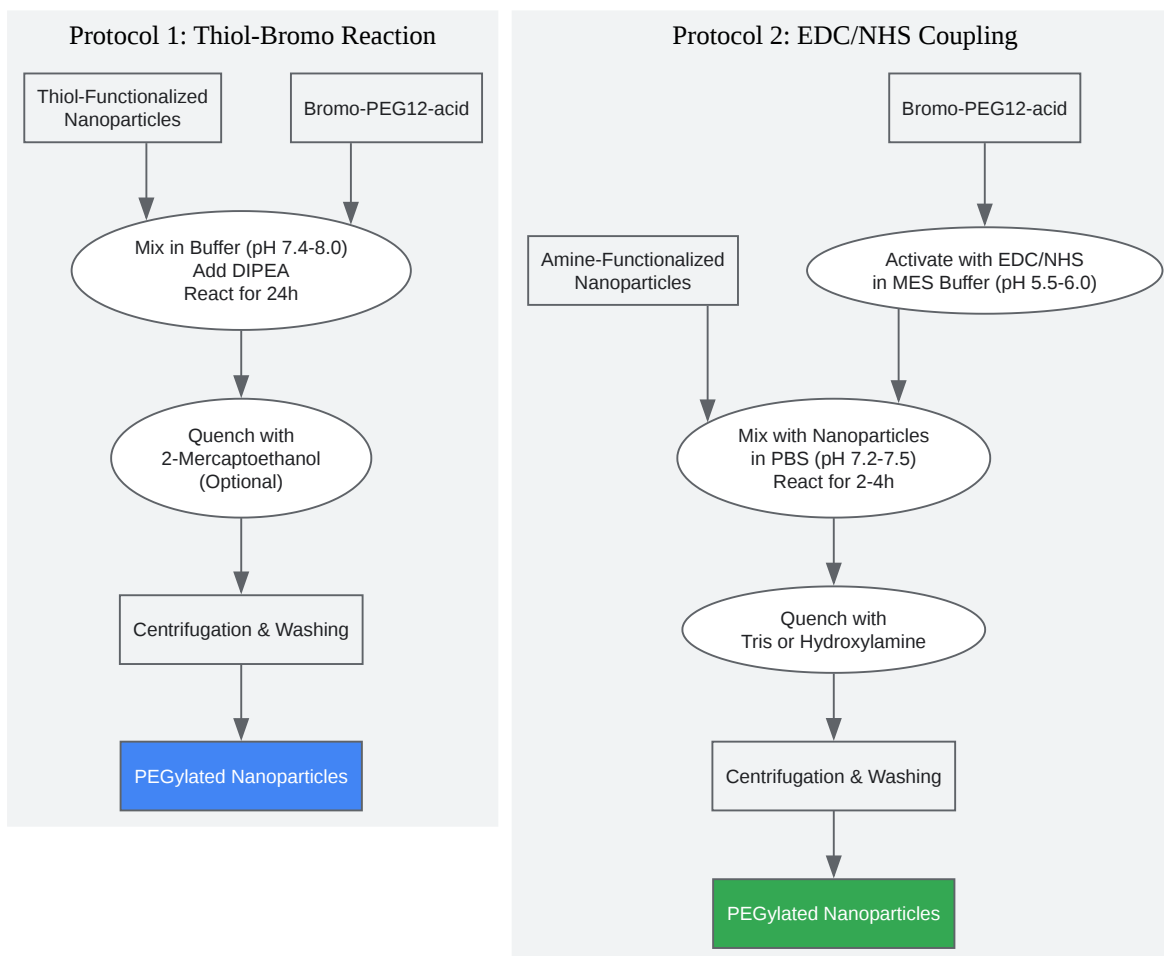 Protocol 1: Thiol-Bromo Reaction
Thiol-Functionalized
Nanoparticles
Bromo-PEG12-acid
Mix in Buffer (pH 7.4-8.0)
Add DIPEA
React for 24h
Quench with
2-Mercaptoethanol
(Optional)
Centrifugation & Washing
PEGylated Nanoparticles
Protocol 2: EDC/NHS Coupling
Bromo-PEG12-acid
Amine-Functionalized
Nanoparticles
Activate with EDC/NHS
in MES Buffer (pH 5.5-6.0)
Mix with Nanoparticles
in PBS (pH 7.2-7.5)
React for 2-4h
Quench with
Tris or Hydroxylamine
Centrifugation & Washing
PEGylated Nanoparticles